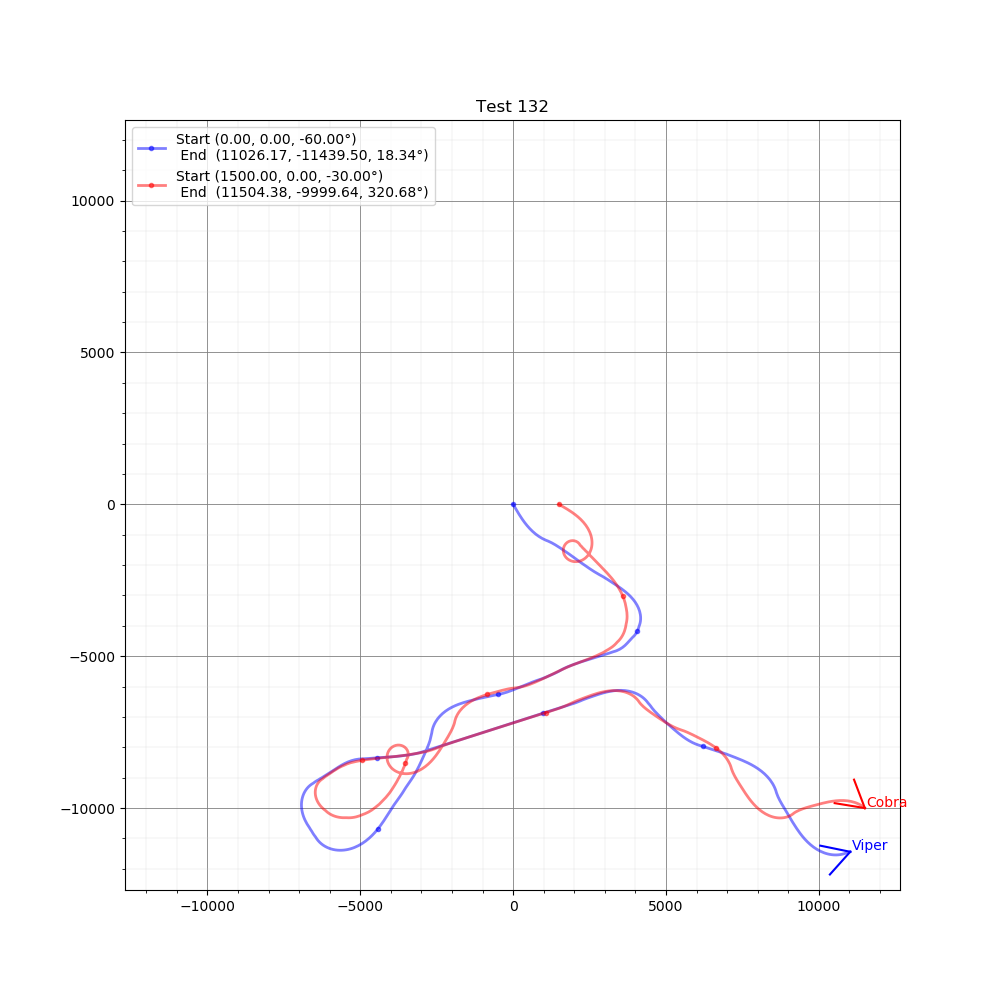 Test 132
Start (0.00, 0.00, -60.00°)
End  (11026.17, -11439.50, 18.34°)
Start (1500.00, 0.00, -30.00°)
End  (11504.38, -9999.64, 320.68°)
10000
5000
0
−5000
−10000
Cobra
Viper
−10000
−5000
0
5000
10000